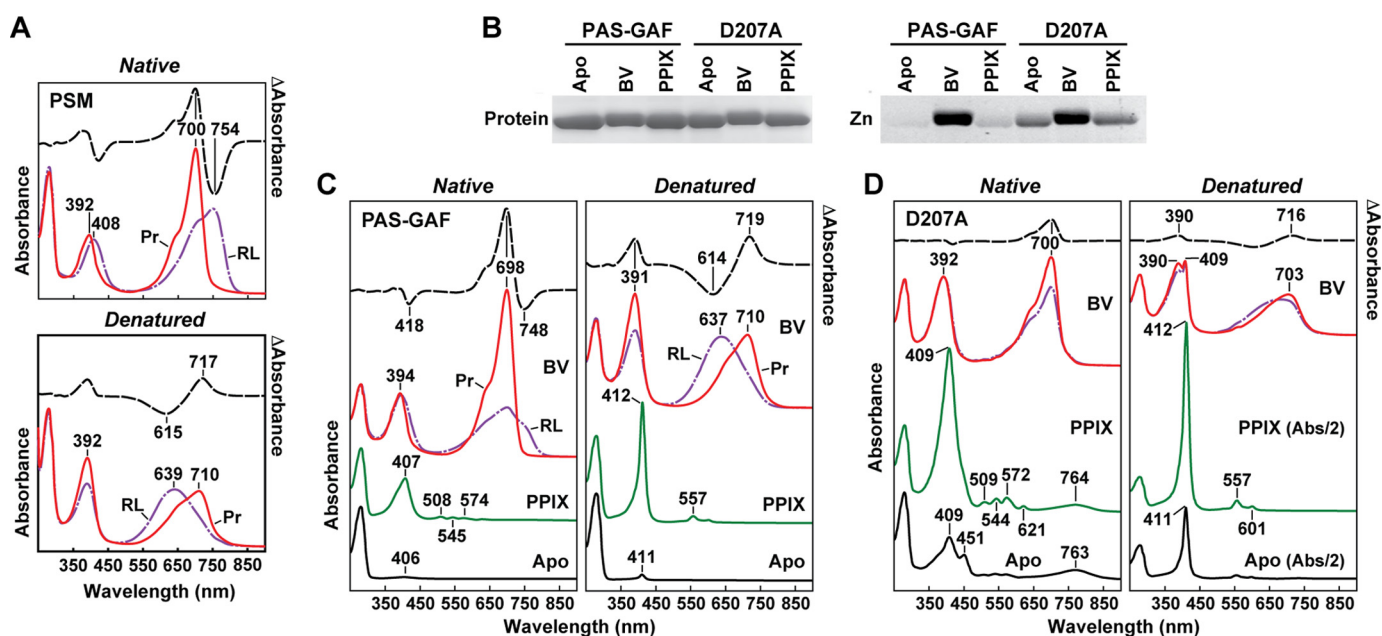 A
Native
PSM
700
754
392
408
Pr
RL
Absorbance
ΔAbsorbance
Denatured
717
615
392
639
710
RL
Pr
Absorbance
ΔAbsorbance
350 450 550 650 750 850
Wavelength (nm)
B
PAS-GAF D207A
Apo BV PPIX Apo BV PPIX
Protein
PAS-GAF D207A
Apo BV PPIX Apo BV PPIX
Zn
C
Native
PAS-GAF
698
418
748
BV
394
Pr
RL
407
PPIX
508
574
545
406
Apo
Absorbance
350 450 550 650 750 850
Denatured
719
614
391
BV
637
710
RL
Pr
412
PPIX
557
411
Apo
ΔAbsorbance
350 450 550 650 750 850
Wavelength (nm)
D
Native
D207A
700
392
BV
409
PPIX
509
572
764
544
621
409
451
763
Apo
Absorbance
350 450 550 650 750 850
Denatured
390
716
390
409
BV
703
412
PPIX (Abs/2)
557
601
411
Apo (Abs/2)
ΔAbsorbance
350 450 550 650 750 850
Wavelength (nm)